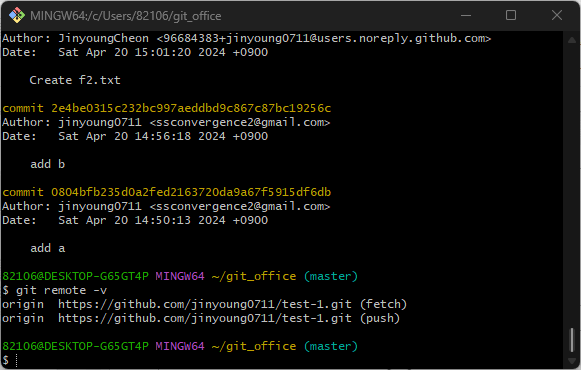 MINGW64:/c/Users/82106/git_office
Author: JinyoungCheon <96684383+jinyoung0711@users.noreply.github.com>
Date:   Sat Apr 20 15:01:20 2024 +0900
    Create f2.txt
commit 2e4be0315c232bc997aeddbd9c867c87bc19256c
Author: jinyoung0711 <ssconvergence2@gmail.com>
Date:   Sat Apr 20 14:56:18 2024 +0900
    add b
commit 0804bfb235d0a2fed2163720da9a67f5915df6db
Author: jinyoung0711 <ssconvergence2@gmail.com>
Date:   Sat Apr 20 14:50:13 2024 +0900
    add a
82106@DESKTOP-G65GT4P MINGW64 ~/git_office (master)
$ git remote -v
origin  https://github.com/jinyoung0711/test-1.git (fetch)
origin  https://github.com/jinyoung0711/test-1.git (push)
82106@DESKTOP-G65GT4P MINGW64 ~/git_office (master)
$